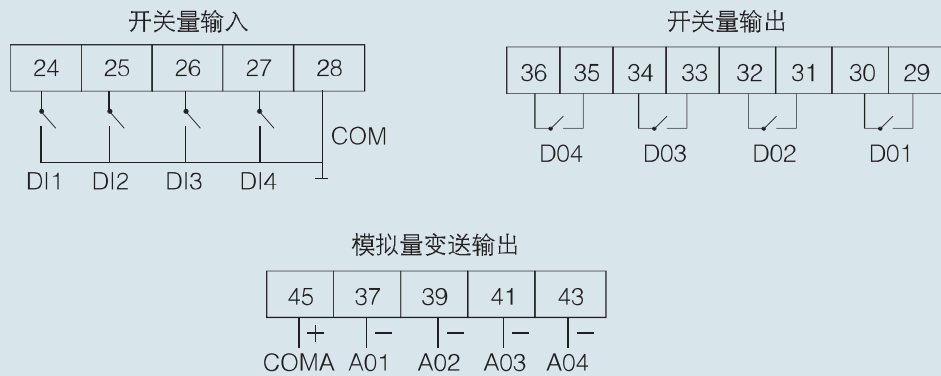 开关量输入
24 25 26 27 28
COM
DI1 DI2 DI3 DI4
开关量输出
36 35 34 33 32 31 30 29
D04 D03 D02 D01
模拟量变送输出
45 37 39 41 43
+ − − − −
COMA A01 A02 A03 A04